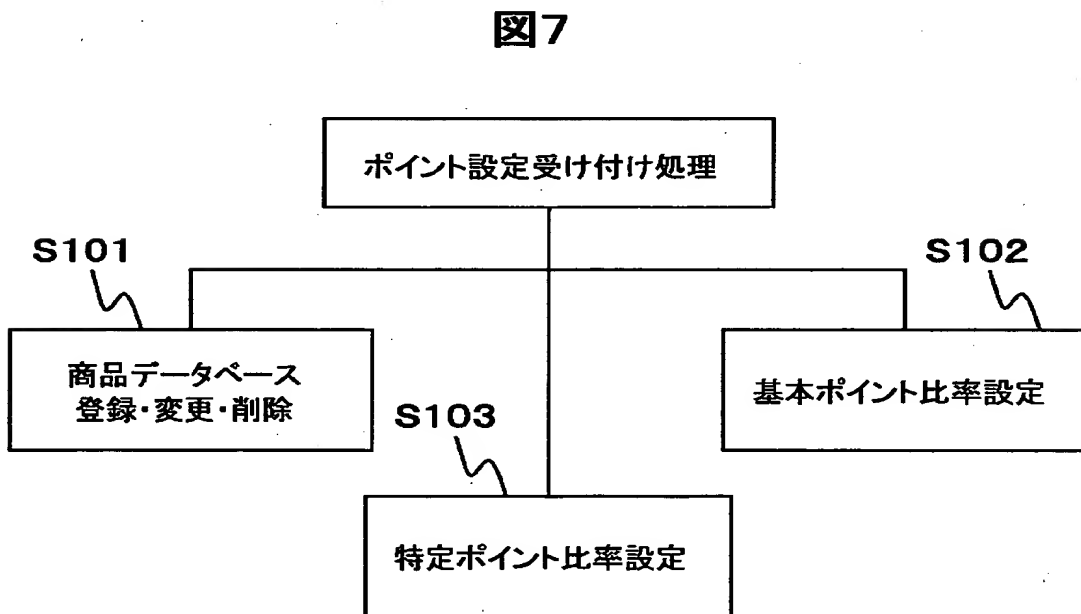 図7
ポイント設定受け付け処理
S101
S102
商品データベース
登録・変更・削除
基本ポイント比率設定
S103
特定ポイント比率設定